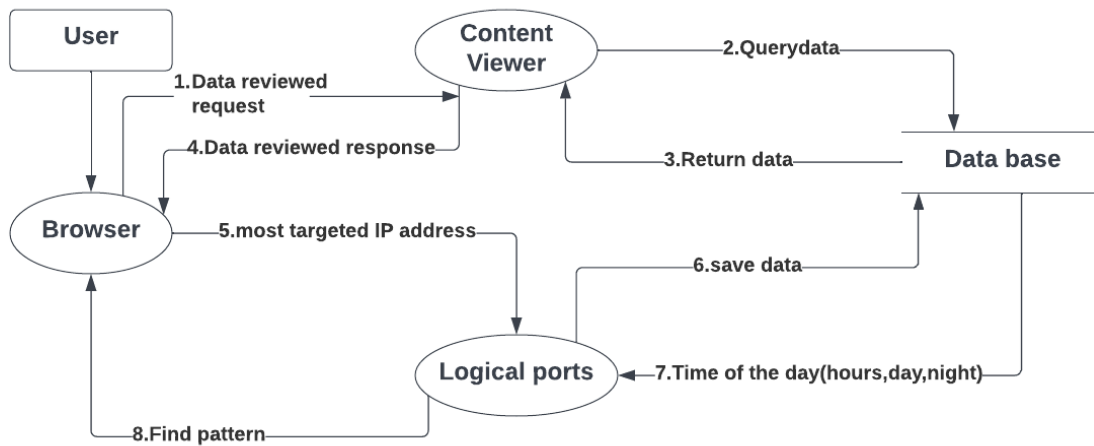 User
Content
Viewer
2.Querydata
1.Data reviewed
request
4.Data reviewed response
3.Return data
Data base
Browser
5.most targeted IP address
6.save data
Logical ports
7.Time of the day(hours,day,night)
8.Find pattern